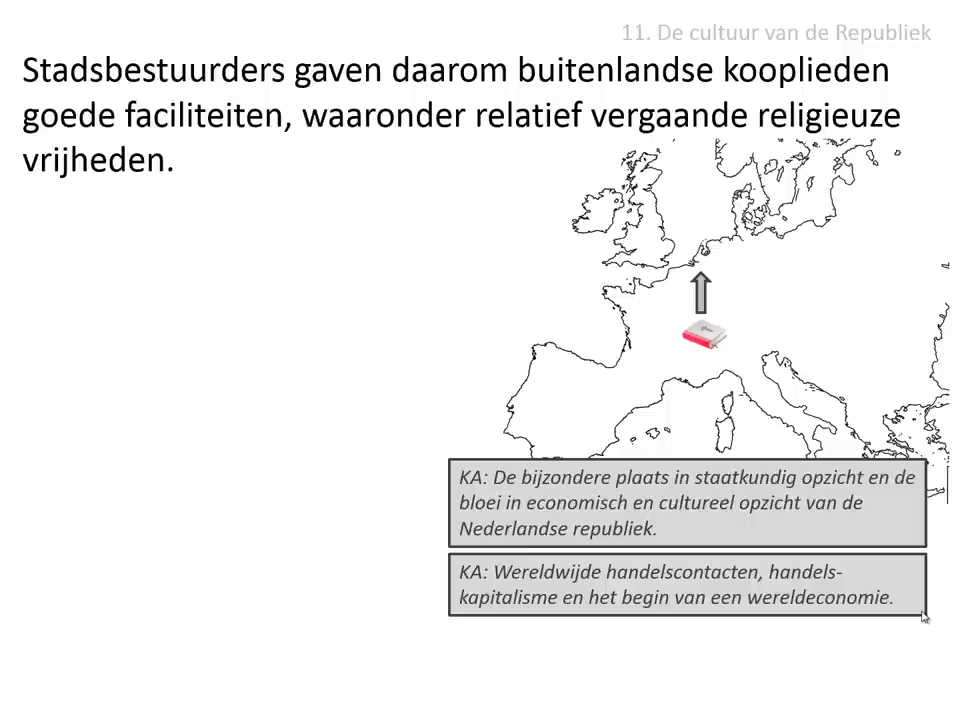 11. De cultuur van de Republiek
Stadsbestuurders gaven daarom buitenlandse kooplieden
goede faciliteiten, waaronder relatief vergaande religieuze
vrijheden.
KA: De bijzondere plaats in staatkundig opzicht en de
bloei in economisch en cultureel opzicht van de
Nederlandse republiek.
KA: Wereldwijde handelscontacten, handels-
kapitalisme en het begin van een wereldeconomie.